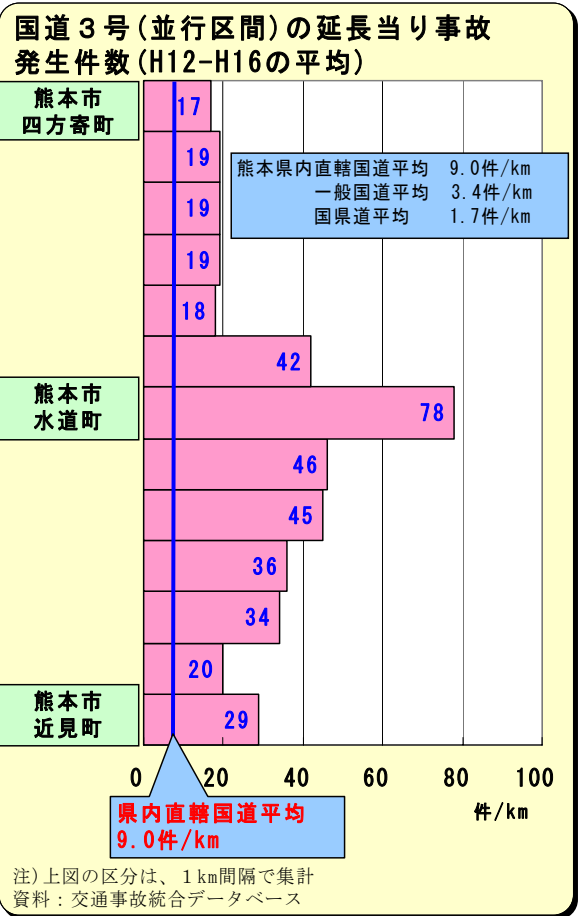 国道３号(並行区間)の延長当り事故
発生件数(H12-H16の平均)
熊本市
四方寄町
17
19
19
19
18
42
熊本市
水道町
78
46
45
36
34
20
熊本市
近見町
29
熊本県内直轄国道平均 9.0件/km
一般国道平均 3.4件/km
国県道平均 1.7件/km
0 20 40 60 80 100
件/km
県内直轄国道平均
9.0件/km
注)上図の区分は、１km間隔で集計
資料：交通事故統合データベース